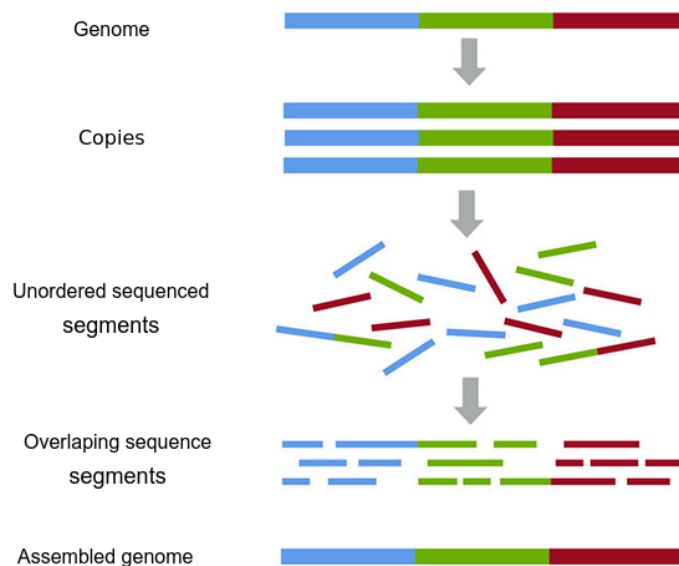 Genome
Copies
Unordered sequenced
segments
Overlaping sequence
segments
Assembled genome